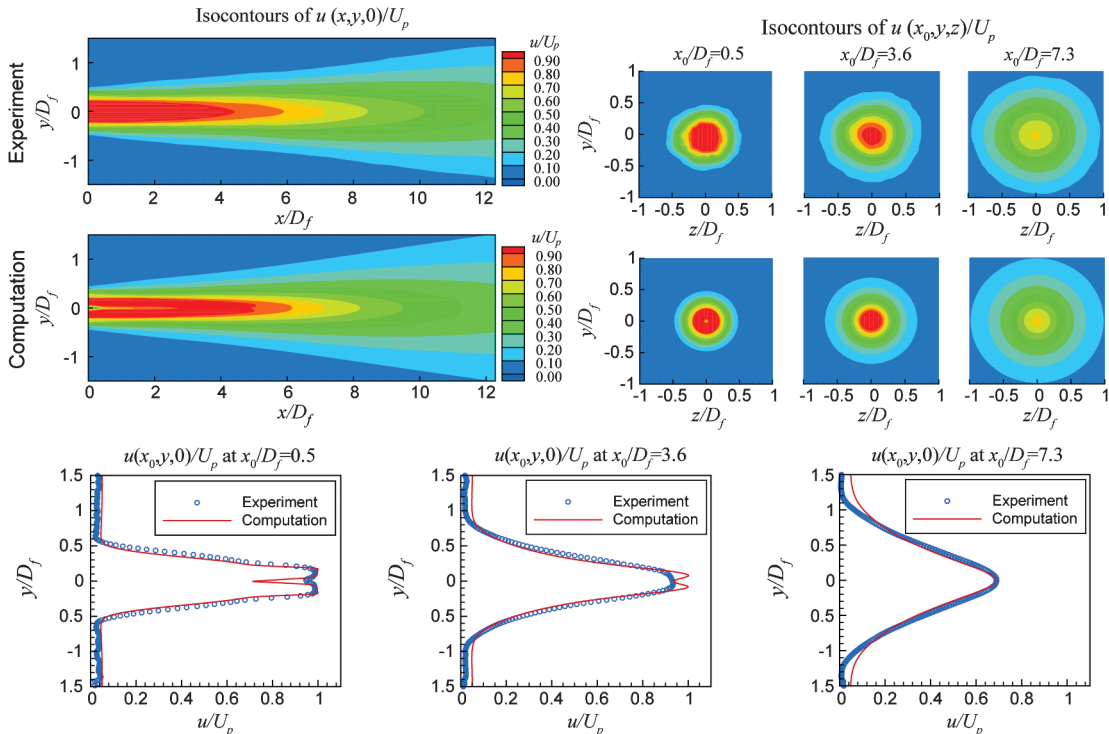 Isocontours of u (x,y,0)/U_p
Experiment
y/D_f
1
0
-1
0 2 4 6 8 10 12
x/D_f
u/U_p
0.90
0.80
0.70
0.60
0.50
0.40
0.30
0.20
0.10
0.00
Computation
y/D_f
1
0
-1
0 2 4 6 8 10 12
x/D_f
u/U_p
0.90
0.80
0.70
0.60
0.50
0.40
0.30
0.20
0.10
0.00
Isocontours of u (x_0,y,z)/U_p
x_0/D_f=0.5 x_0/D_f=3.6 x_0/D_f=7.3
y/D_f
1
0.5
0
-0.5
-1
-1 -0.5 0 0.5 1 -1 -0.5 0 0.5 1 -1 -0.5 0 0.5 1
z/D_f z/D_f z/D_f
y/D_f
1
0.5
0
-0.5
-1
-1 -0.5 0 0.5 1 -1 -0.5 0 0.5 1 -1 -0.5 0 0.5 1
z/D_f z/D_f z/D_f
u(x_0,y,0)/U_p at x_0/D_f=0.5
Experiment
Computation
y/D_f
1.5
1.0
0.5
0
0.5
1.0
1.5
0 0.2 0.4 0.6 0.8 1
u/U_p
u(x_0,y,0)/U_p at x_0/D_f=3.6
Experiment
Computation
y/D_f
1.5
1.0
0.5
0
0.5
1.0
1.5
0 0.2 0.4 0.6 0.8 1
u/U_p
u(x_0,y,0)/U_p at x_0/D_f=7.3
Experiment
Computation
y/D_f
1.5
1.0
0.5
0
0.5
1.0
1.5
0 0.2 0.4 0.6 0.8 1
u/U_p